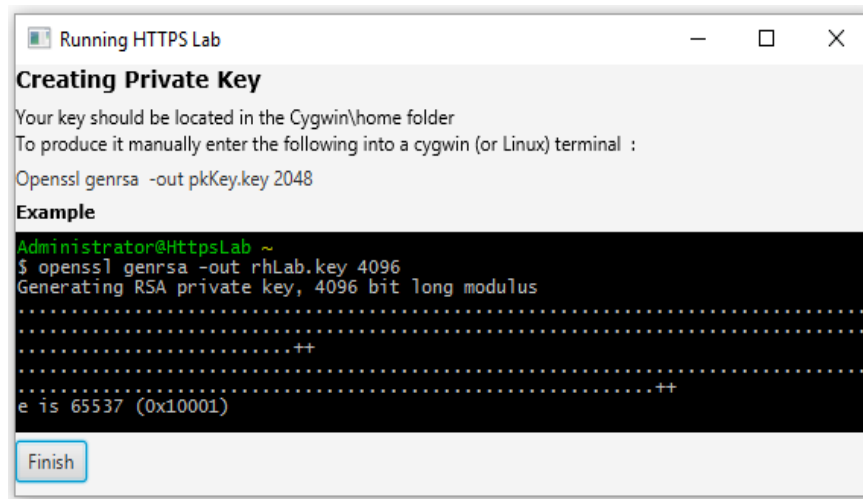 Running HTTPS Lab
Creating Private Key
Your key should be located in the Cygwin\home folder
To produce it manually enter the following into a cygwin (or Linux) terminal :
Openssl genrsa -out pkKey.key 2048
Example
Administrator@HttpsLab ~
$ openssl genrsa -out rhLab.key 4096
Generating RSA private key, 4096 bit long modulus
................................................................................
................................................................................
..........................++
................................................................................
............................................................++
e is 65537 (0x10001)
Finish